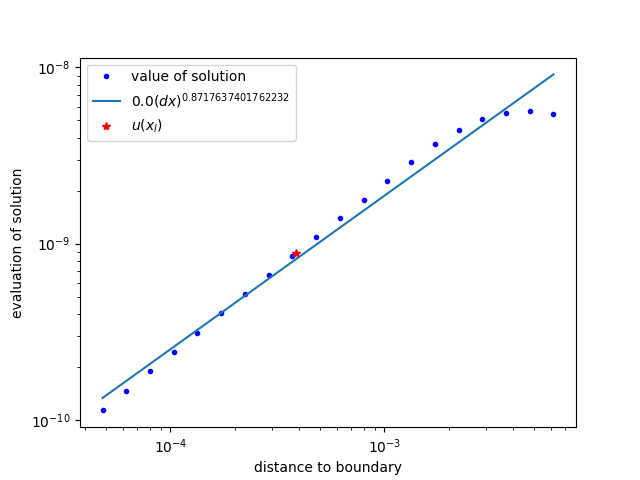 10⁻⁸
value of solution
0.0(dx)^0.8717637401762232
u(x_l)
evaluation of solution
10⁻⁹
10⁻¹⁰
10⁻⁴
10⁻³
distance to boundary